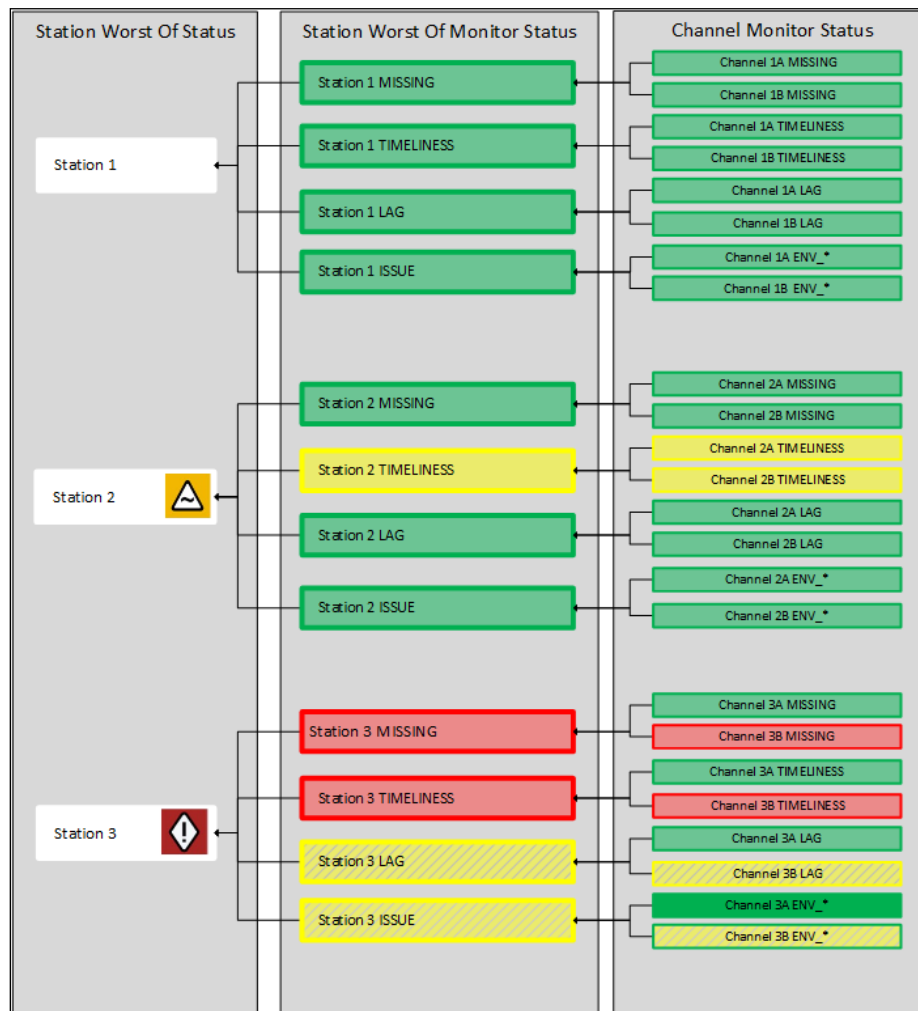 Station Worst Of Status
Station Worst Of Monitor Status
Channel Monitor Status
Station 1
Station 1 MISSING
Station 1 TIMELINESS
Station 1 LAG
Station 1 ISSUE
Channel 1A MISSING
Channel 1B MISSING
Channel 1A TIMELINESS
Channel 1B TIMELINESS
Channel 1A LAG
Channel 1B LAG
Channel 1A ENV_*
Channel 1B ENV_*
Station 2
Station 2 MISSING
Station 2 TIMELINESS
Station 2 LAG
Station 2 ISSUE
Channel 2A MISSING
Channel 2B MISSING
Channel 2A TIMELINESS
Channel 2B TIMELINESS
Channel 2A LAG
Channel 2B LAG
Channel 2A ENV_*
Channel 2B ENV_*
Station 3
Station 3 MISSING
Station 3 TIMELINESS
Station 3 LAG
Station 3 ISSUE
Channel 3A MISSING
Channel 3B MISSING
Channel 3A TIMELINESS
Channel 3B TIMELINESS
Channel 3A LAG
Channel 3B LAG
Channel 3A ENV_*
Channel 3B ENV_*